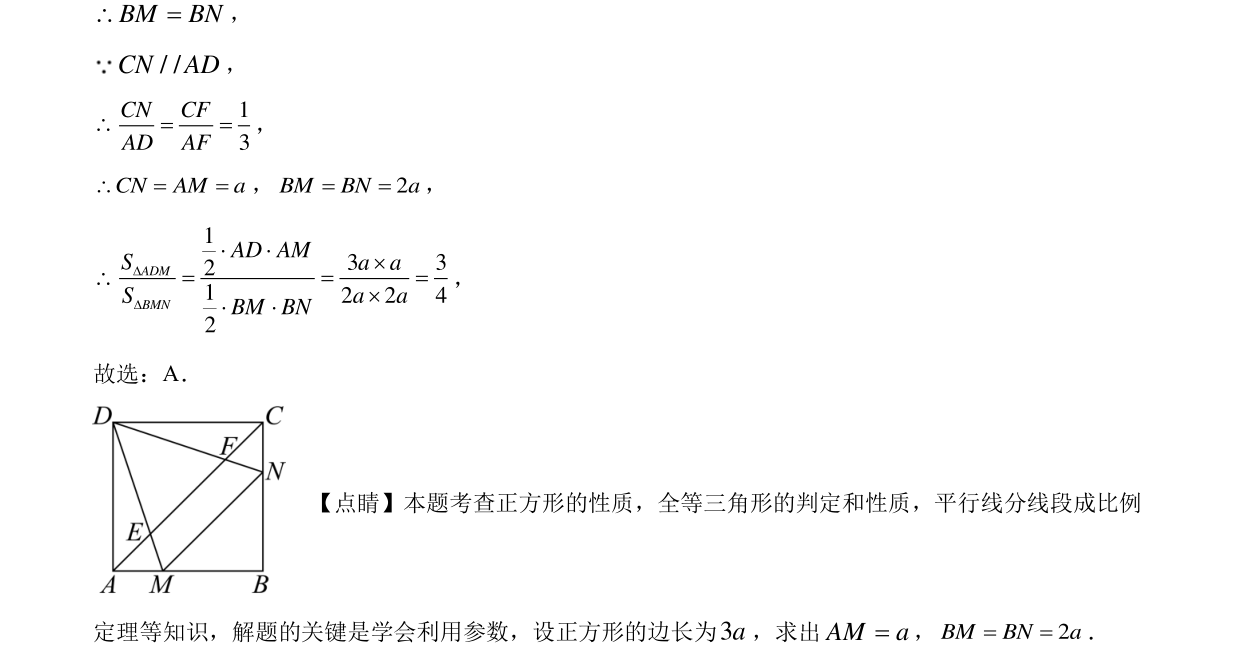 ∴BM = BN，
∵CN//AD，
∴CN/AD = CF/AF = 1/3，
∴CN = AM = a， BM = BN = 2a，
∴S△ADM/S△BMN = (1/2·AD·AM)/(1/2·BM·BN) = (3a×a)/(2a×2a) = 3/4，
故选：A．
D C
F
N
【点睛】本题考查正方形的性质，全等三角形的判定和性质，平行线分线段成比例
E
A M B
定理等知识，解题的关键是学会利用参数，设正方形的边长为3a，求出AM = a， BM = BN = 2a．